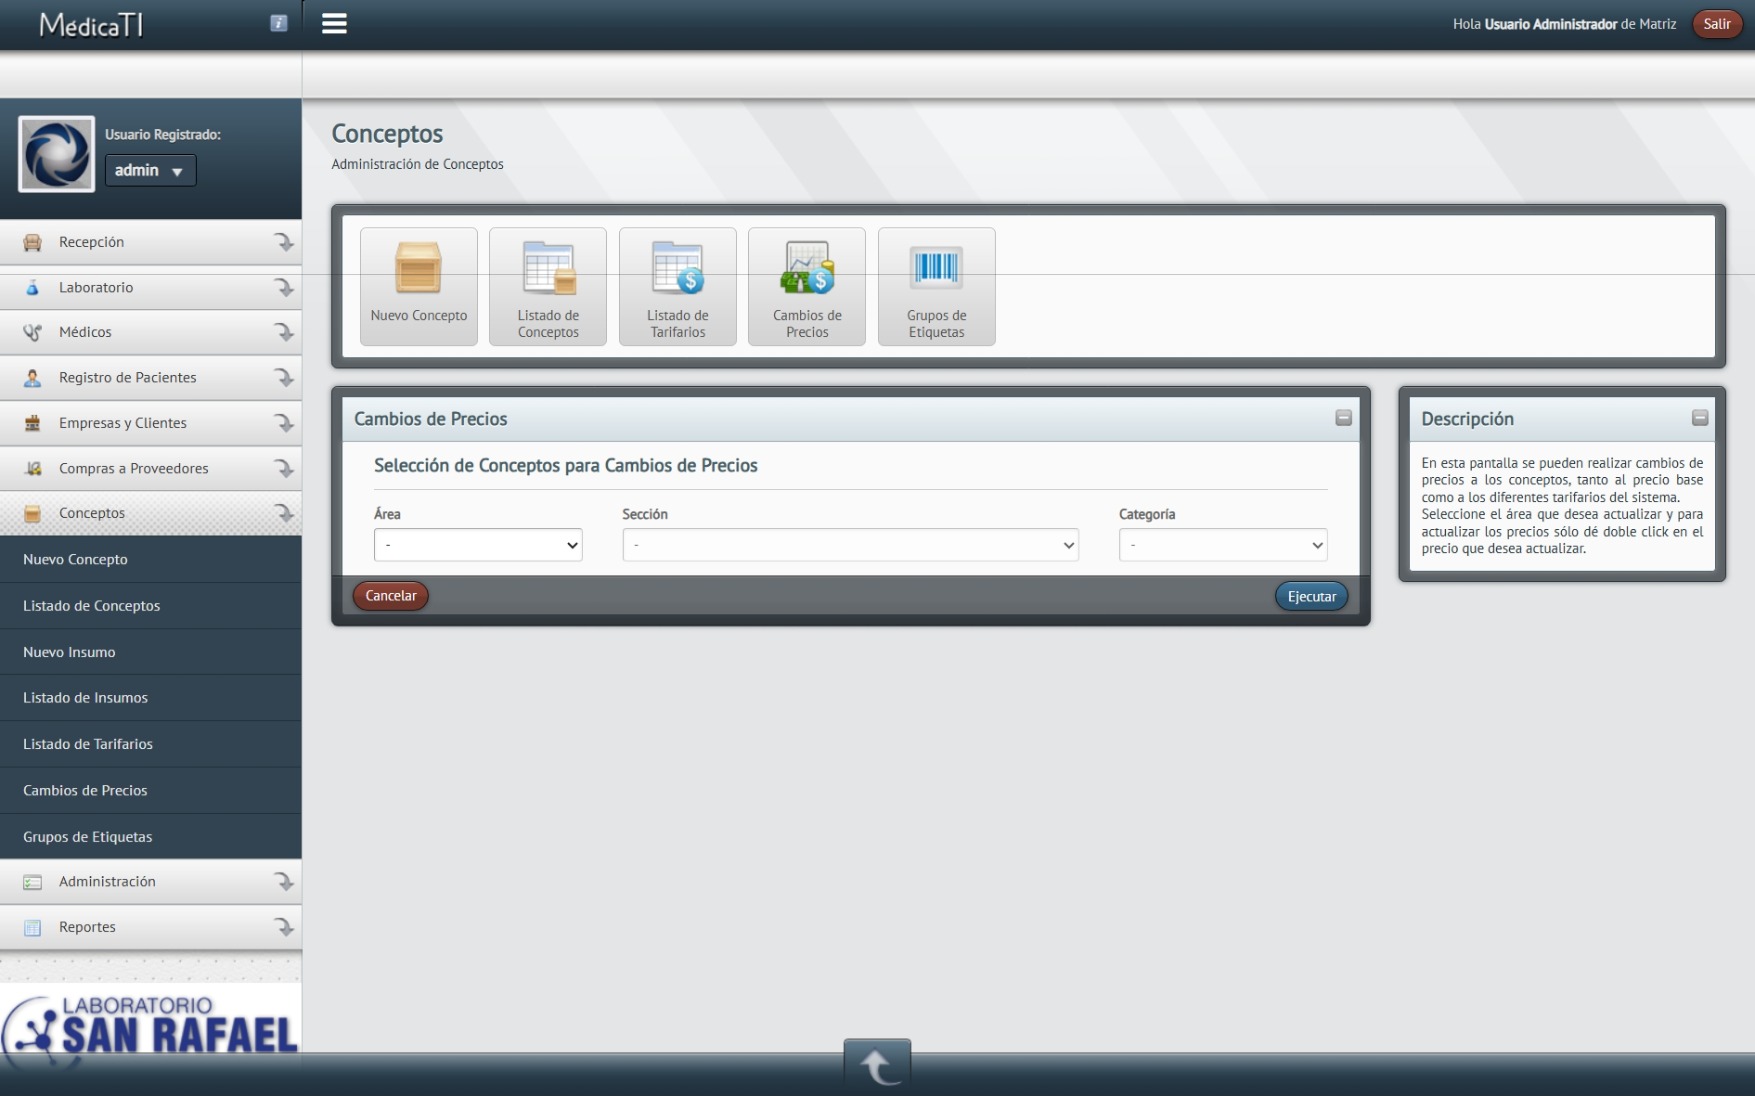 MédicaTI
Hola Usuario Administrador de Matriz
Salir
Usuario Registrado:
admin
Recepción
Laboratorio
Médicos
Registro de Pacientes
Empresas y Clientes
Compras a Proveedores
Conceptos
Nuevo Concepto
Listado de Conceptos
Nuevo Insumo
Listado de Insumos
Listado de Tarifarios
Cambios de Precios
Grupos de Etiquetas
Administración
Reportes
LABORATORIO
SAN RAFAEL
Conceptos
Administración de Conceptos
Nuevo Concepto
Listado de
Conceptos
Listado de
Tarifarios
Cambios de
Precios
Grupos de
Etiquetas
Cambios de Precios
Selección de Conceptos para Cambios de Precios
Área
-
Sección
-
Categoría
-
Cancelar
Ejecutar
Descripción
En esta pantalla se pueden realizar cambios de
precios a los conceptos, tanto al precio base
como a los diferentes tarifarios del sistema.
Seleccione el área que desea actualizar y para
actualizar los precios sólo dé doble click en el
precio que desea actualizar.